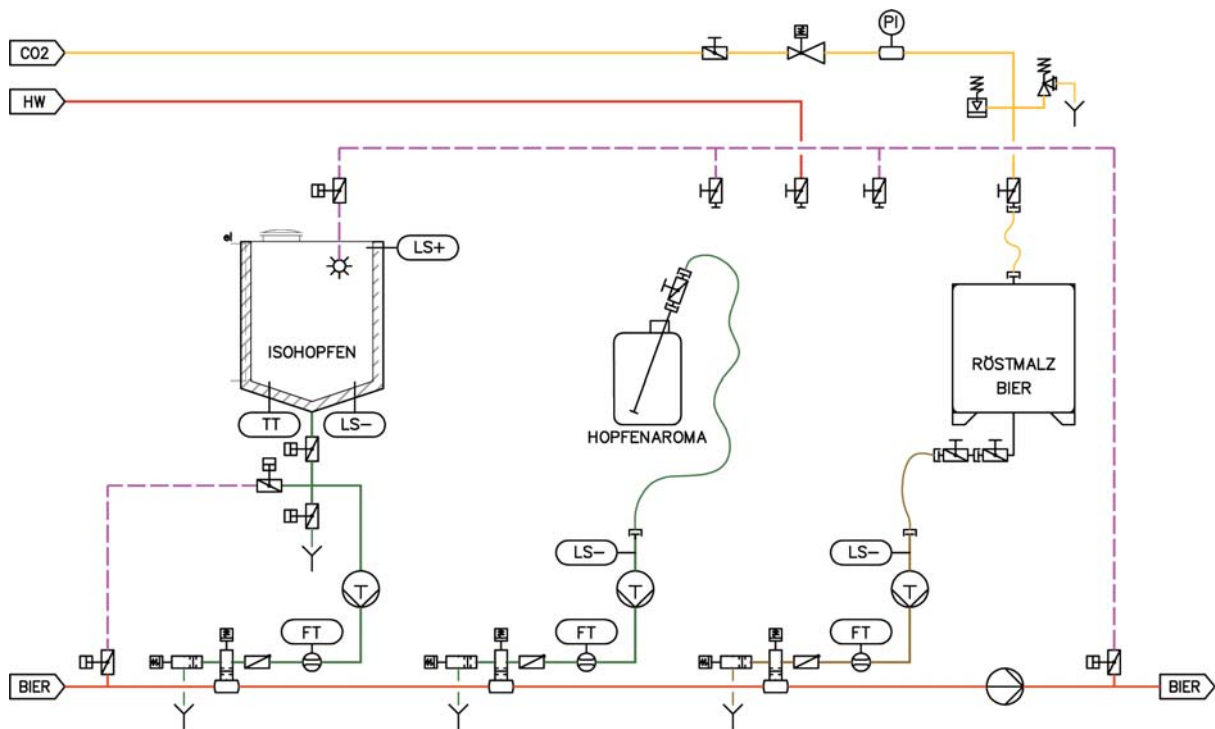 PI
CO2
HW
LS+
ISOHOPFEN
RÖSTMALZ
BIER
TT
LS-
HOPFENAROMA
LS-
LS-
T
T
T
FT
FT
FT
BIER
BIER